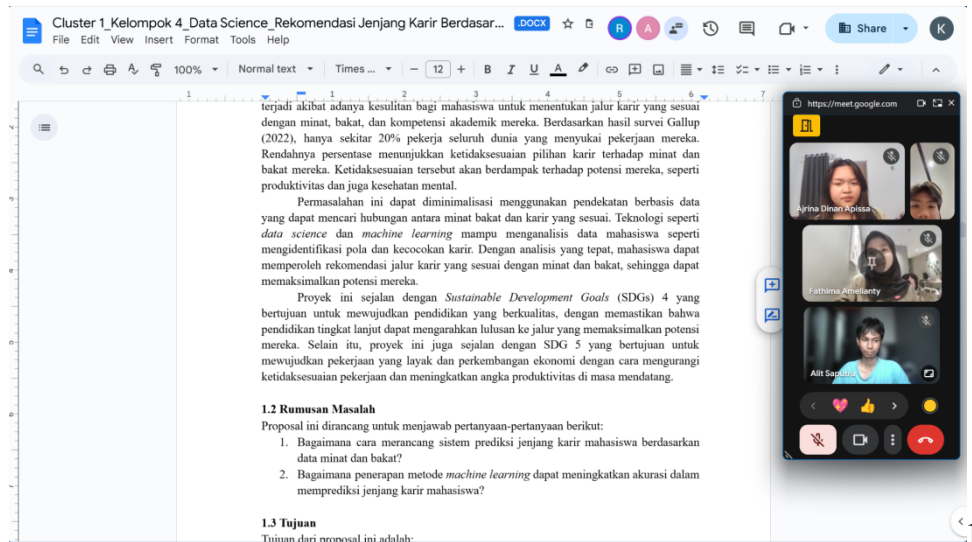 Cluster 1_Kelompok 4_Data Science_Rekomendasi Jenjang Karir Berdasar... .DOCX
R A Share K
File Edit View Insert Format Tools Help
100% Normal text Times ... − 12 + B I U A
1 1 2 3 4 5 6 7
https://meet.google.com
terjadi akibat adanya kesulitan bagi mahasiswa untuk menentukan jalur karir yang sesuai
dengan minat, bakat, dan kompetensi akademik mereka. Berdasarkan hasil survei Gallup
(2022), hanya sekitar 20% pekerja seluruh dunia yang menyukai pekerjaan mereka.
Rendahnya persentase menunjukkan ketidaksesuaian pilihan karir terhadap minat dan
bakat mereka. Ketidaksesuaian tersebut akan berdampak terhadap potensi mereka, seperti
produktivitas dan juga kesehatan mental.
Permasalahan ini dapat diminimalisasi menggunakan pendekatan berbasis data
yang dapat mencari hubungan antara minat bakat dan karir yang sesuai. Teknologi seperti
data science dan machine learning mampu menganalisis data mahasiswa seperti
mengidentifikasi pola dan kecocokan karir. Dengan analisis yang tepat, mahasiswa dapat
memperoleh rekomendasi jalur karir yang sesuai dengan minat dan bakat, sehingga dapat
memaksimalkan potensi mereka.
Proyek ini sejalan dengan Sustainable Development Goals (SDGs) 4 yang
bertujuan untuk mewujudkan pendidikan yang berkualitas, dengan memastikan bahwa
pendidikan tingkat lanjut dapat mengarahkan lulusan ke jalur yang memaksimalkan potensi
mereka. Selain itu, proyek ini juga sejalan dengan SDG 5 yang bertujuan untuk
mewujudkan pekerjaan yang layak dan perkembangan ekonomi dengan cara mengurangi
ketidaksesuaian pekerjaan dan meningkatkan angka produktivitas di masa mendatang.
1.2 Rumusan Masalah
Proposal ini dirancang untuk menjawab pertanyaan-pertanyaan berikut:
1. Bagaimana cara merancang sistem prediksi jenjang karir mahasiswa berdasarkan
data minat dan bakat?
2. Bagaimana penerapan metode machine learning dapat meningkatkan akurasi dalam
memprediksi jenjang karir mahasiswa?
1.3 Tujuan
Tujuan dari proposal ini adalah:
Ajrina Dinan Apissa
Fathima Amelianty
Alit Saputra